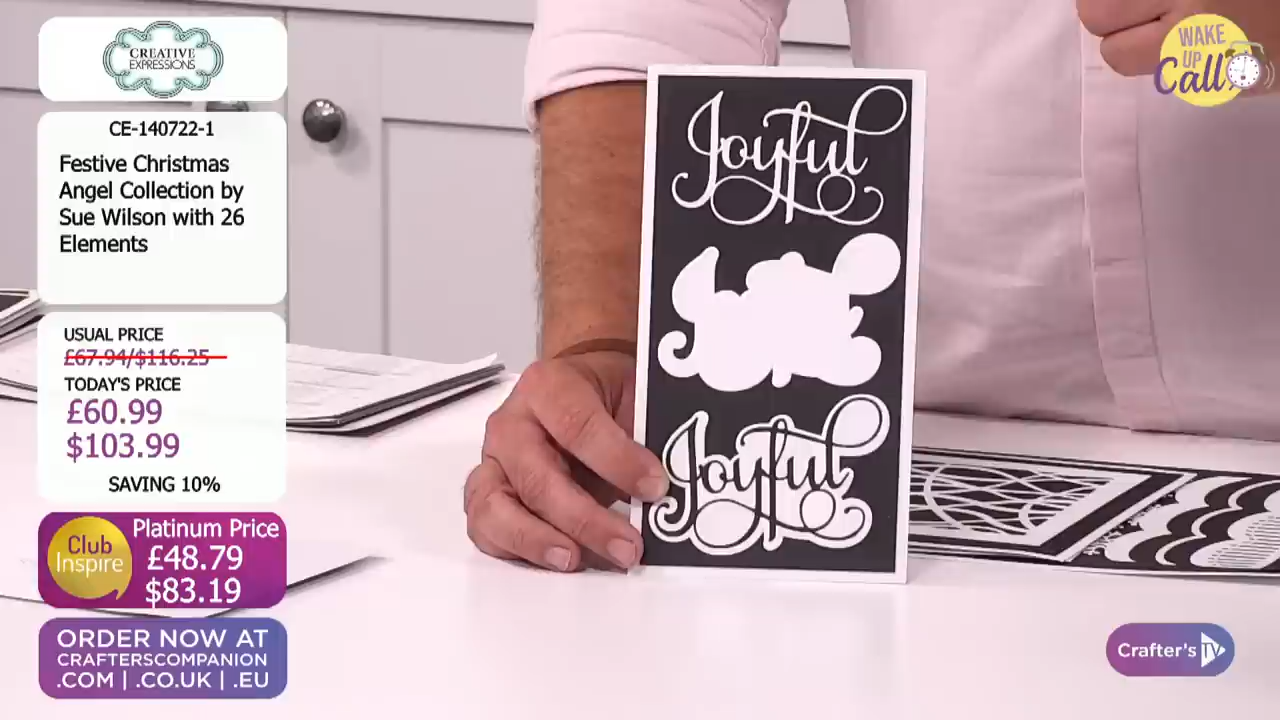 CREATIVE
EXPRESSIONS
CE-140722-1
Festive Christmas
Angel Collection by
Sue Wilson with 26
Elements
USUAL PRICE
£67.94/$116.25
TODAY'S PRICE
£60.99
$103.99
SAVING 10%
Club
Inspire
Platinum Price
£48.79
$83.19
ORDER NOW AT
CRAFTERSCOMPANION
.COM | .CO.UK | .EU
Joyful
Joyful
WAKE
UP
Call
Crafter's TV